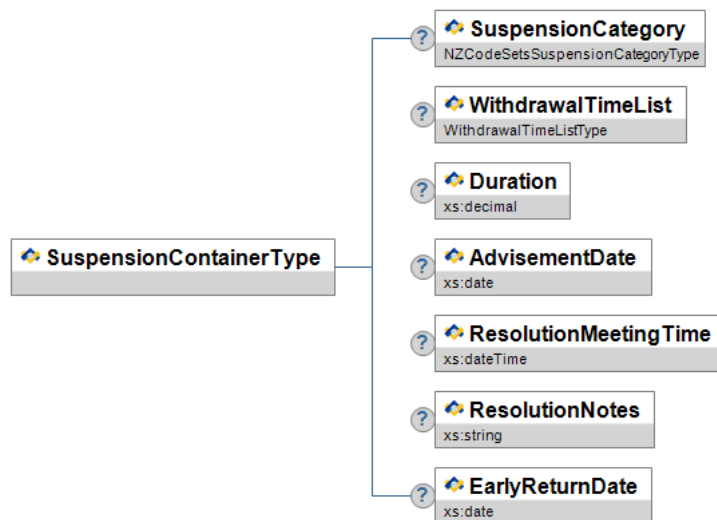 ?
SuspensionCategory
NZCodeSetsSuspensionCategoryType
?
WithdrawalTimeList
WithdrawalTimeListType
?
Duration
xs:decimal
SuspensionContainerType
?
AdvisementDate
xs:date
?
ResolutionMeetingTime
xs:dateTime
?
ResolutionNotes
xs:string
?
EarlyReturnDate
xs:date